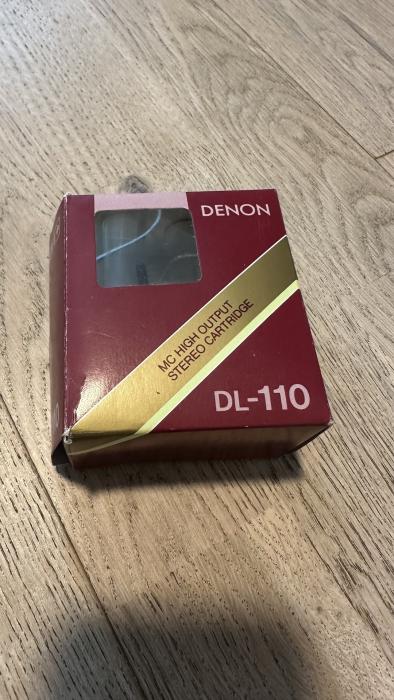 DENON
MC HIGH OUTPUT
STEREO CARTRIDGE
DL-110